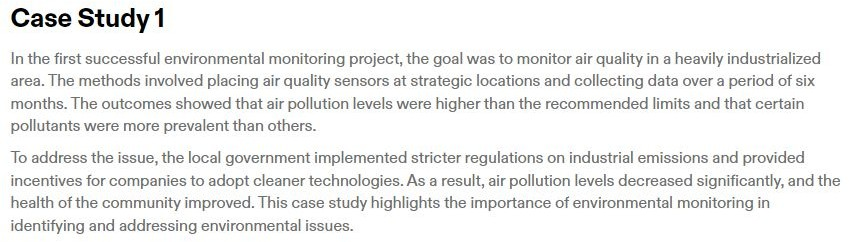 Case Study 1
In the first successful environmental monitoring project, the goal was to monitor air quality in a heavily industrialized
area. The methods involved placing air quality sensors at strategic locations and collecting data over a period of six
months. The outcomes showed that air pollution levels were higher than the recommended limits and that certain
pollutants were more prevalent than others.
To address the issue, the local government implemented stricter regulations on industrial emissions and provided
incentives for companies to adopt cleaner technologies. As a result, air pollution levels decreased significantly, and the
health of the community improved. This case study highlights the importance of environmental monitoring in
identifying and addressing environmental issues.